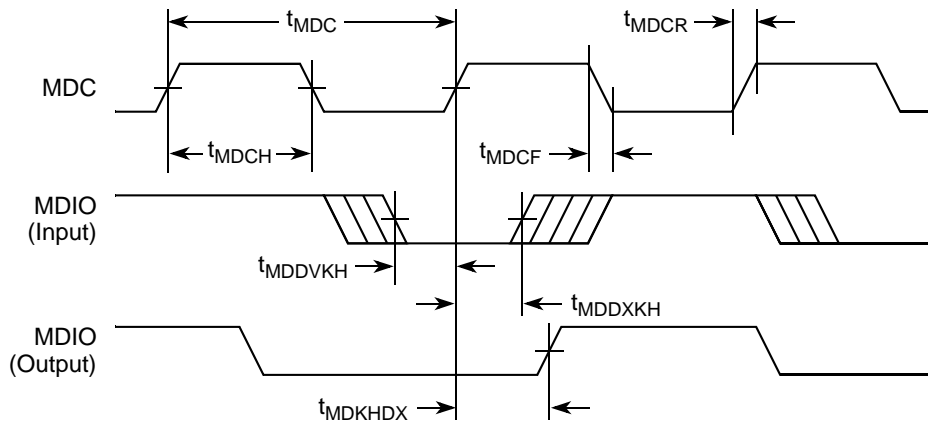 tMDC
tMDCR
MDC
tMDCH
tMDCF
MDIO
(Input)
tMDDVKH
tMDDXKH
MDIO
(Output)
tMDKHDX